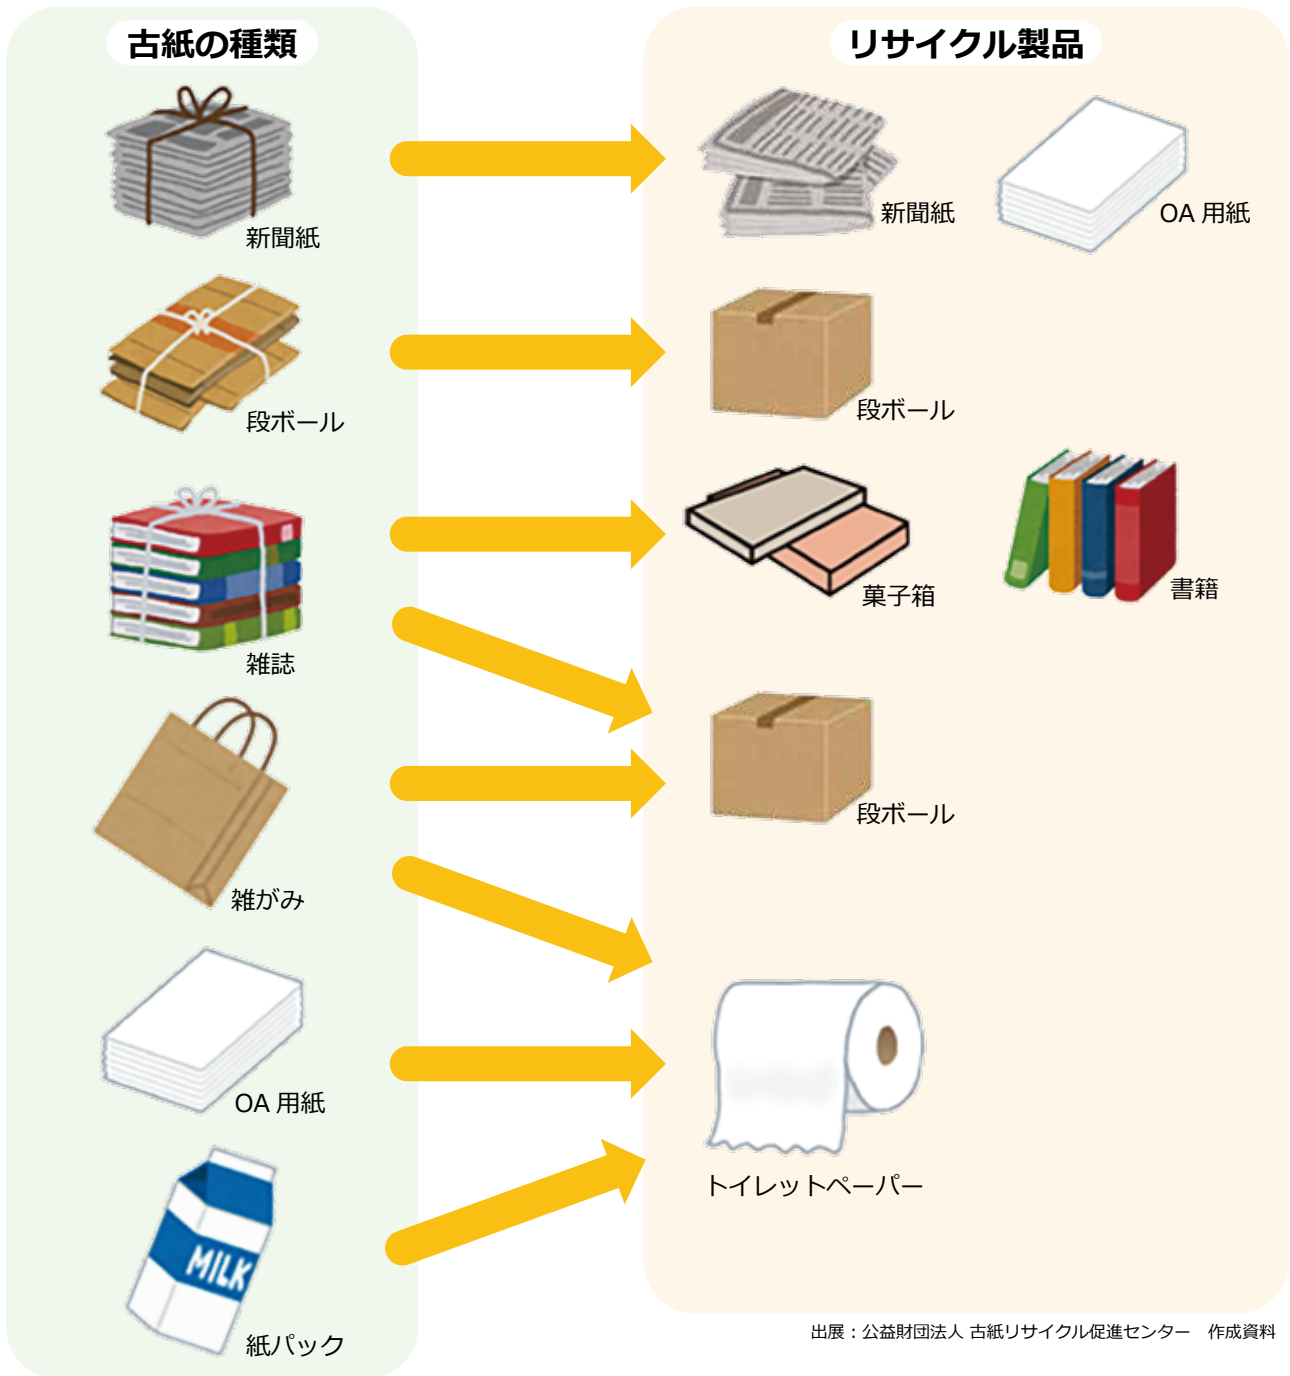 古紙の種類
リサイクル製品
新聞紙
新聞紙
OA 用紙
段ボール
段ボール
雑誌
菓子箱
書籍
雑がみ
段ボール
OA 用紙
トイレットペーパー
MILK
紙パック
出展：公益財団法人 古紙リサイクル促進センター　作成資料